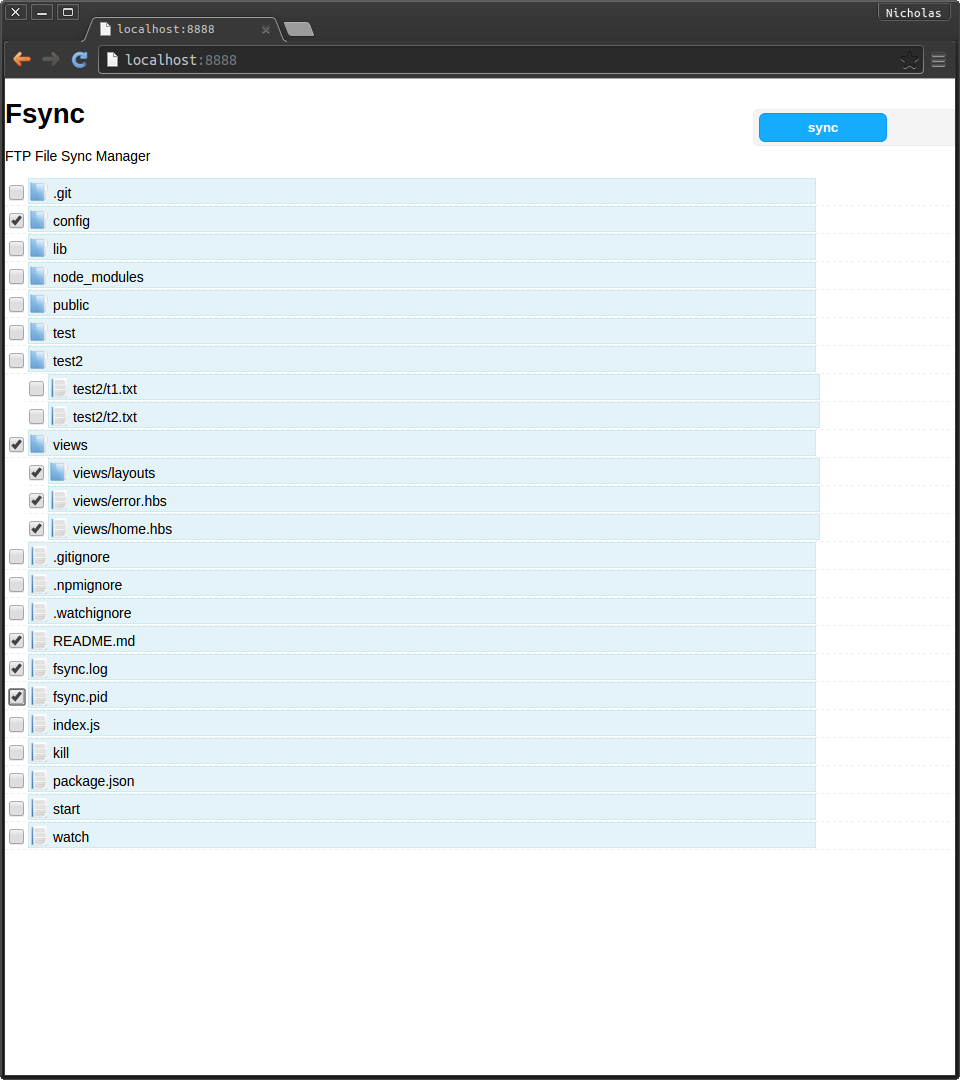 Nicholas
localhost:8888
localhost:8888
Fsync
sync
FTP File Sync Manager
.git
config
lib
node_modules
public
test
test2
test2/t1.txt
test2/t2.txt
views
views/layouts
views/error.hbs
views/home.hbs
.gitignore
.npmignore
.watchignore
README.md
fsync.log
fsync.pid
index.js
kill
package.json
start
watch